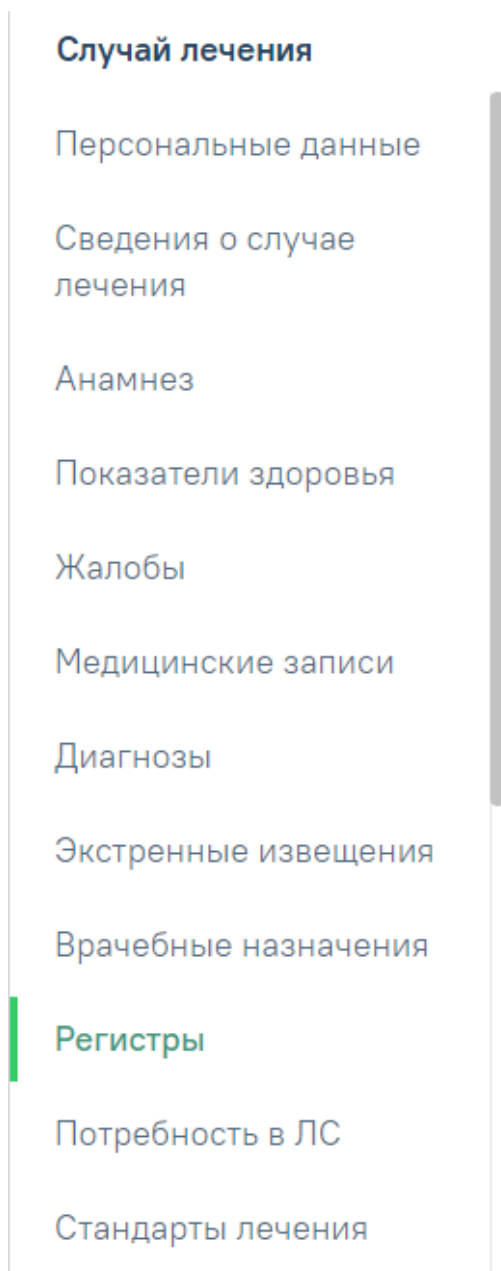 Случай лечения
Персональные данные
Сведения о случае
лечения
Анамнез
Показатели здоровья
Жалобы
Медицинские записи
Диагнозы
Экстренные извещения
Врачебные назначения
Регистры
Потребность в ЛС
Стандарты лечения